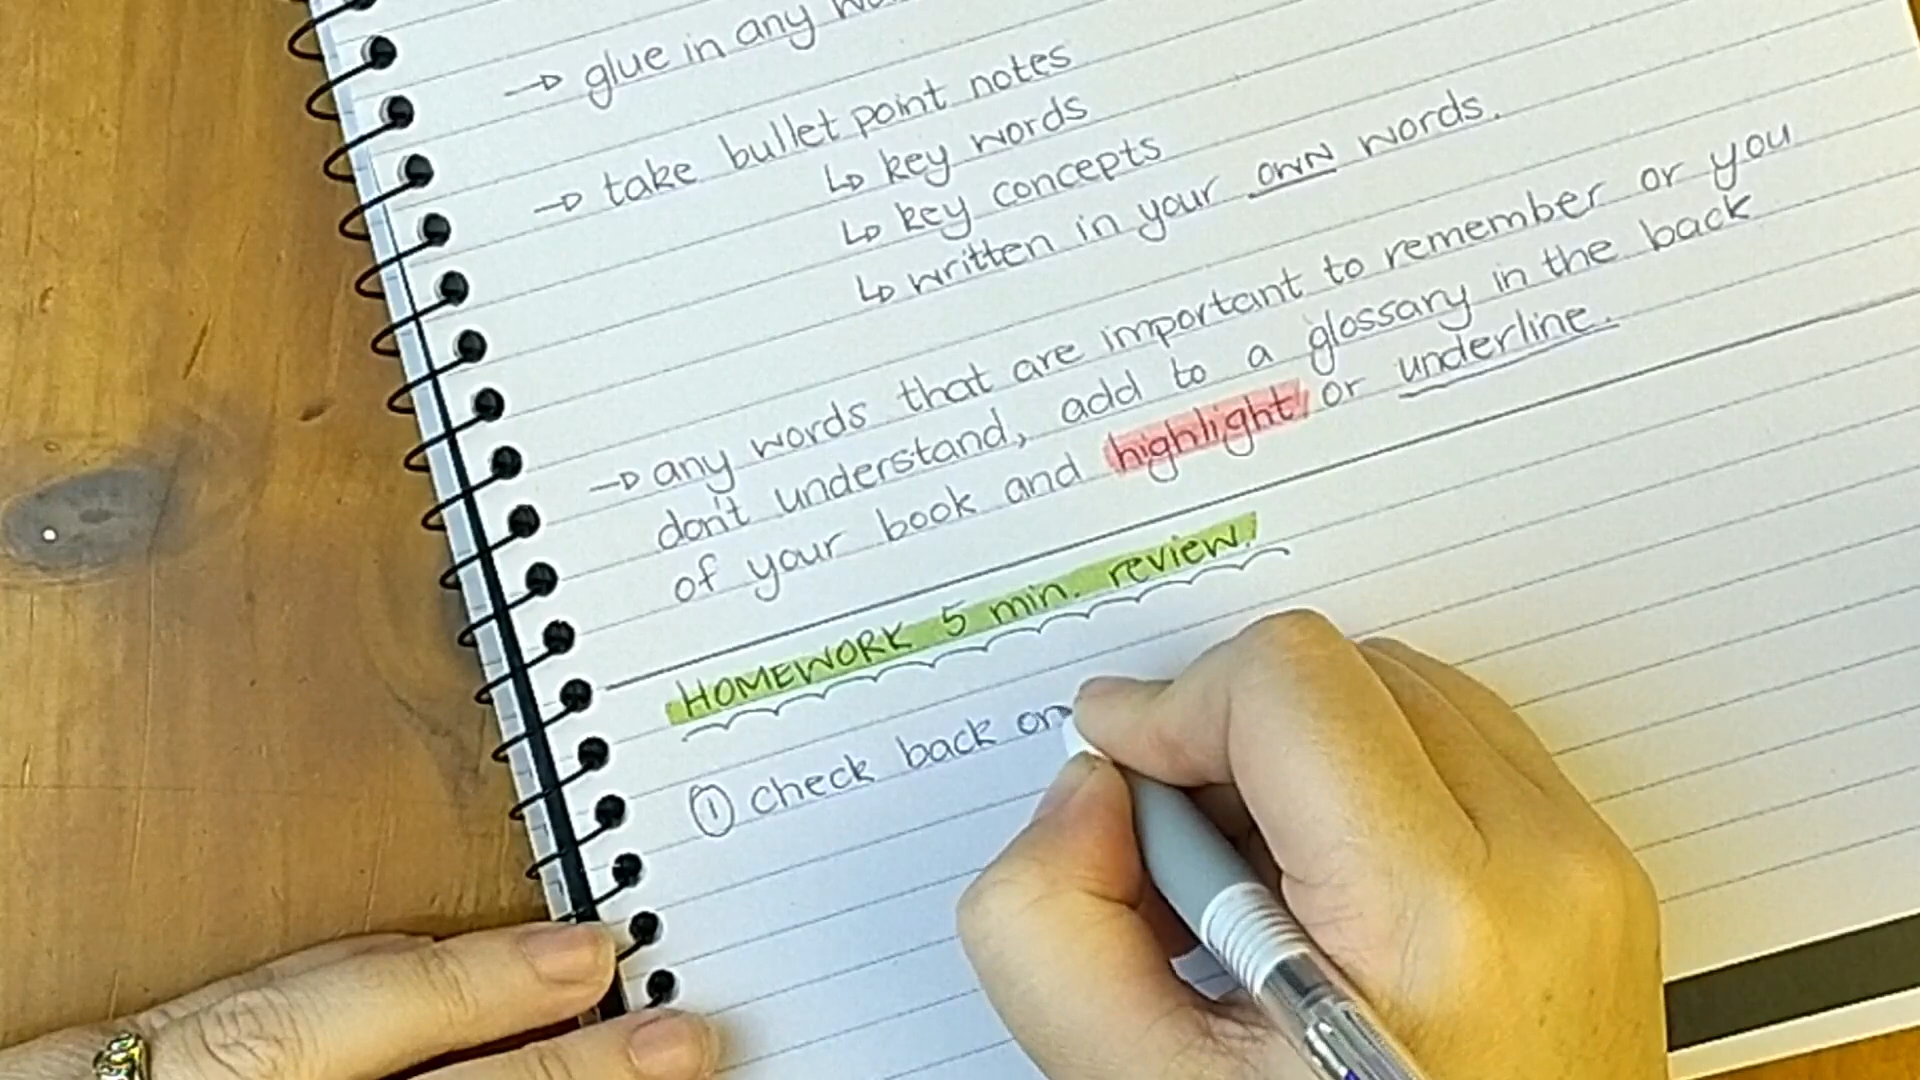 → glue in any
→ take bullet point notes
↳ key words
↳ key concepts
↳ written in your own words.
→ any words that are important to remember or you
don't understand, add to a glossary in the back
of your book and highlight or underline.
HOMEWORK 5 min. review.
① check back on